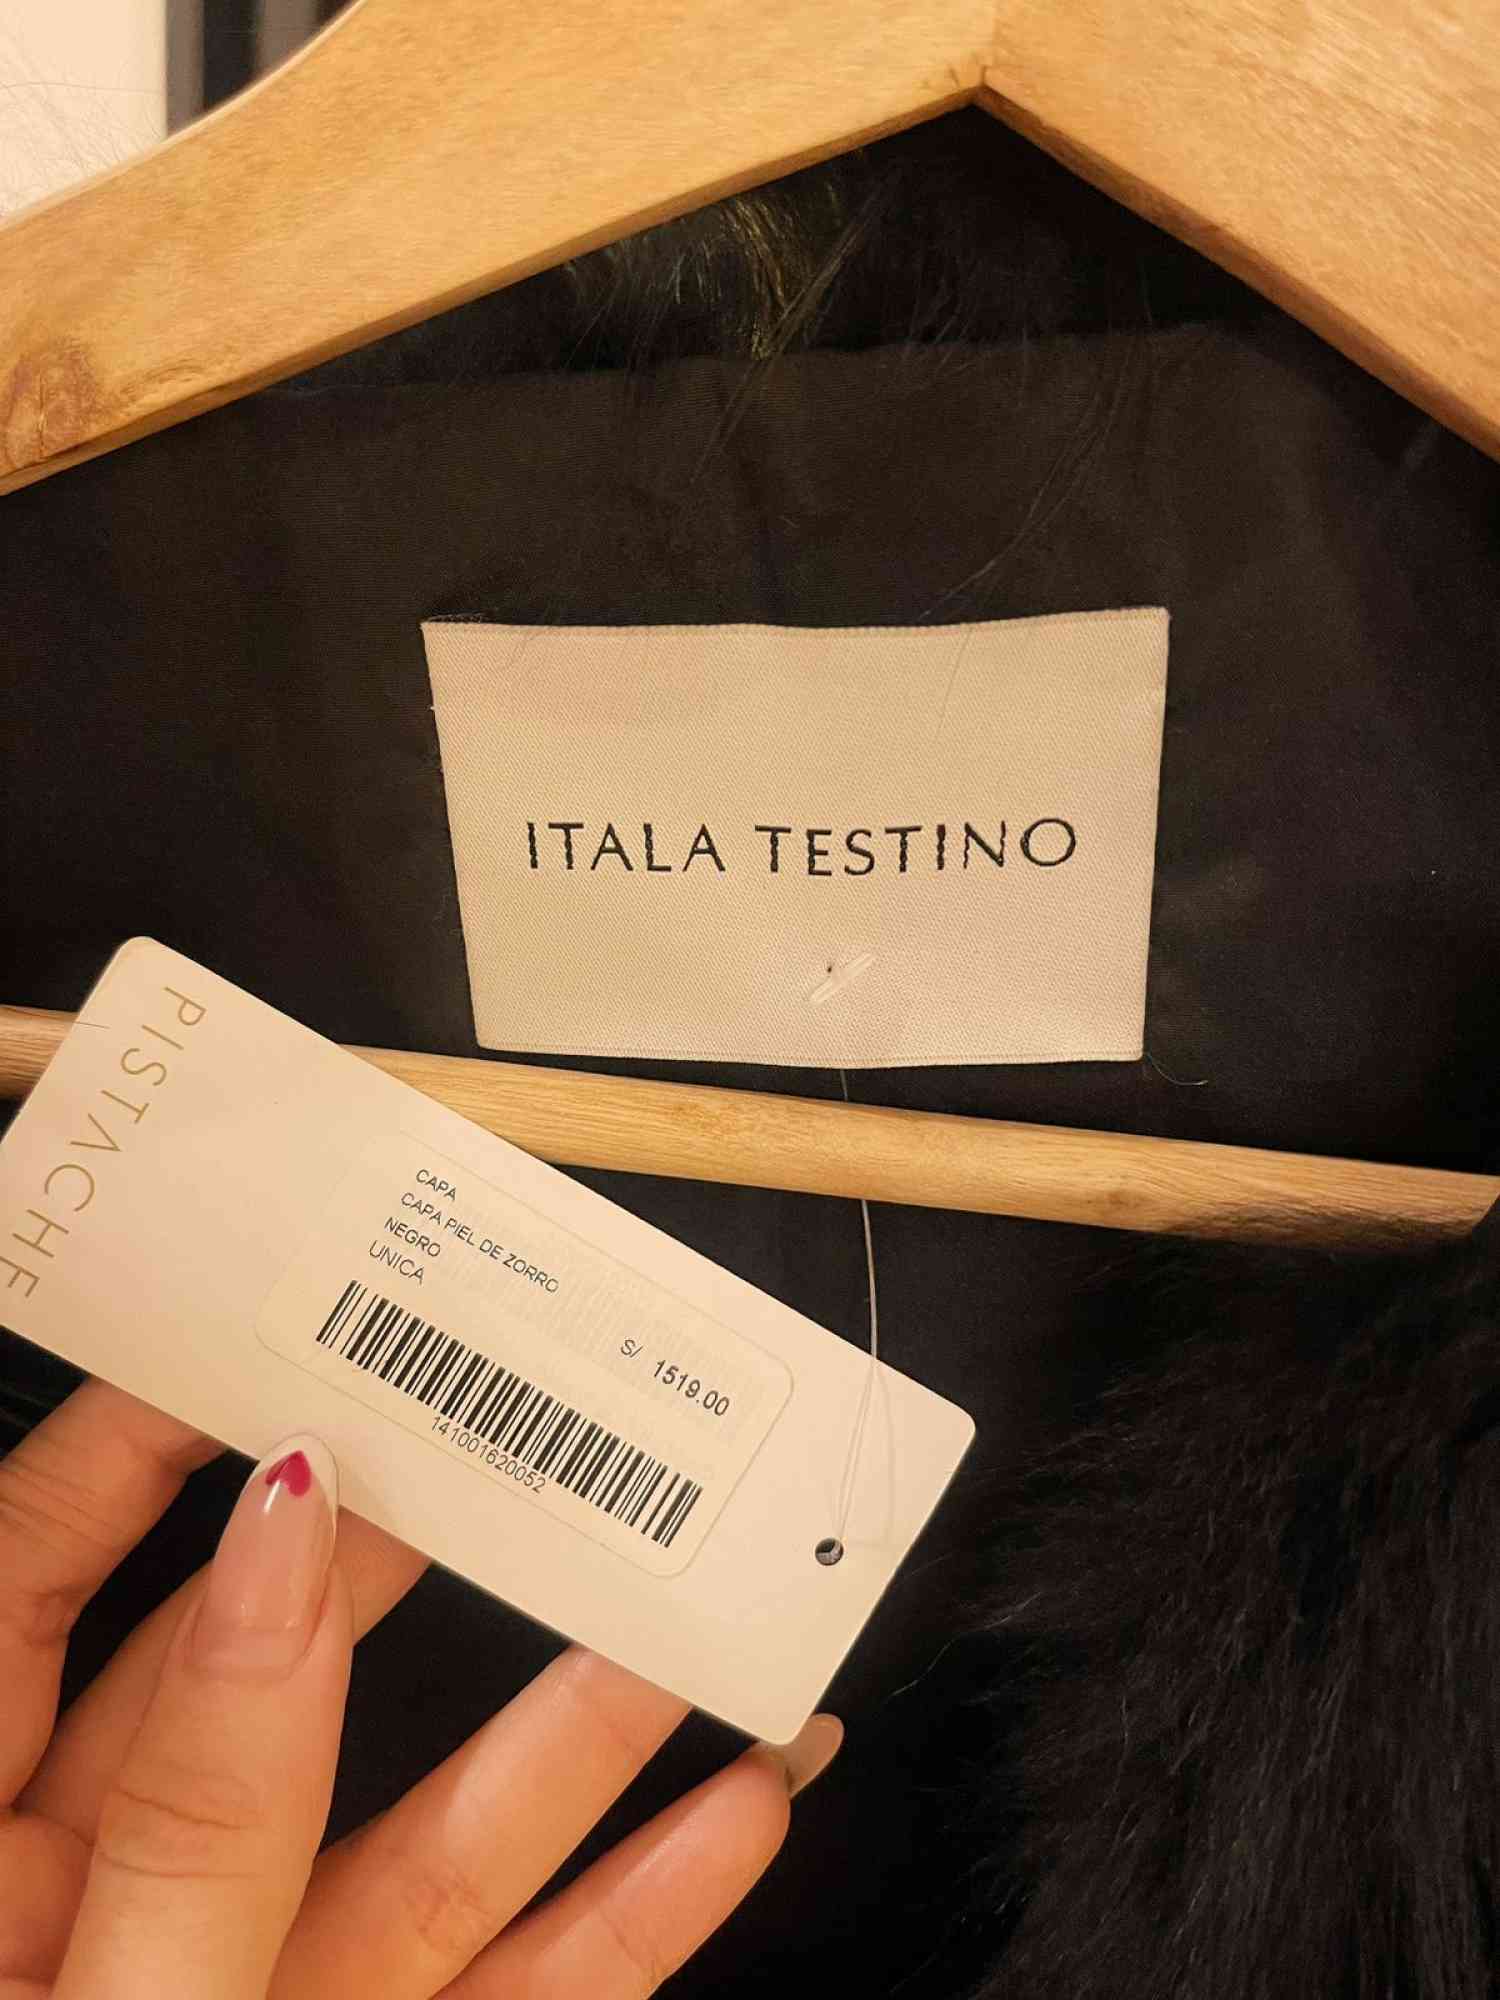 ITALA TESTINO
PISTACHE
CAPA
CAPA PIEL DE ZORRO
NEGRO
UNICA
S/ 1519.00
141001620052